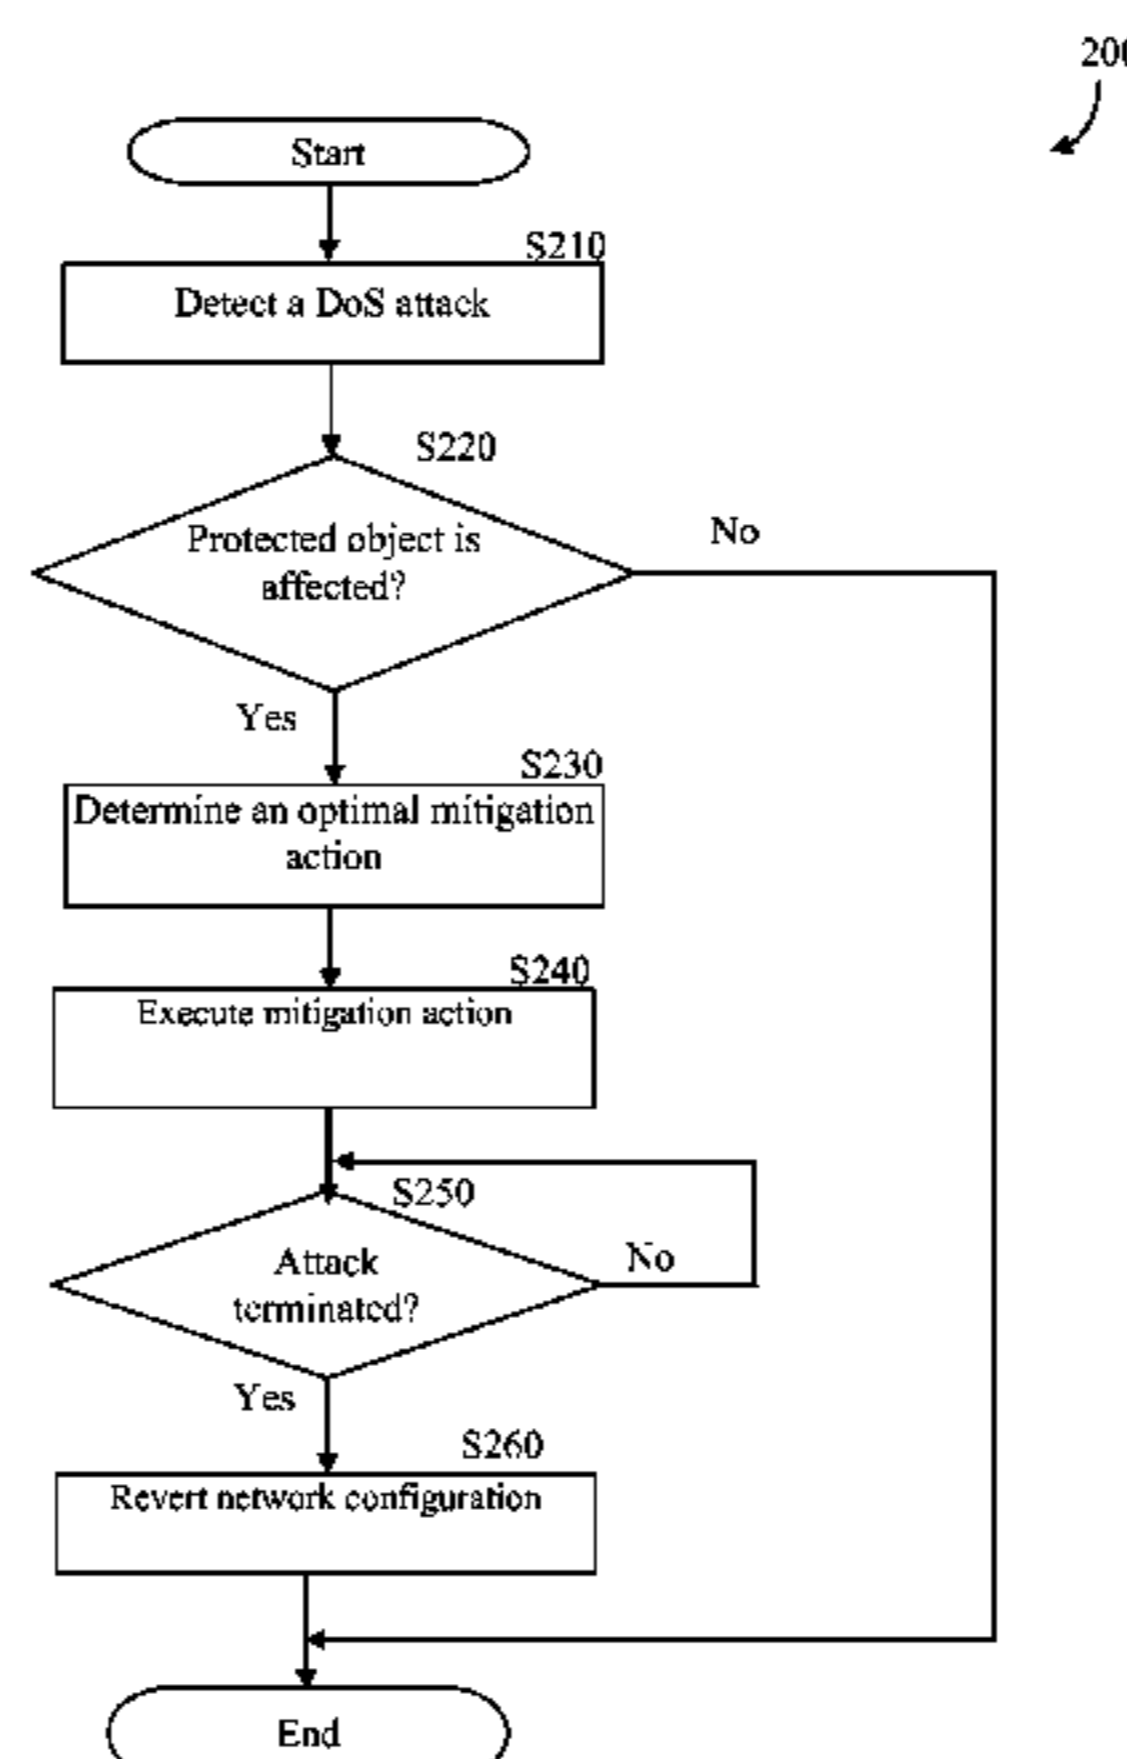 200
Start
S210
Detect a DoS attack
S220
Protected object is
affected?
No
Yes
S230
Determine an optimal mitigation
action
S240
Execute mitigation action
S250
Attack
terminated?
No
Yes
S260
Revert network configuration
End